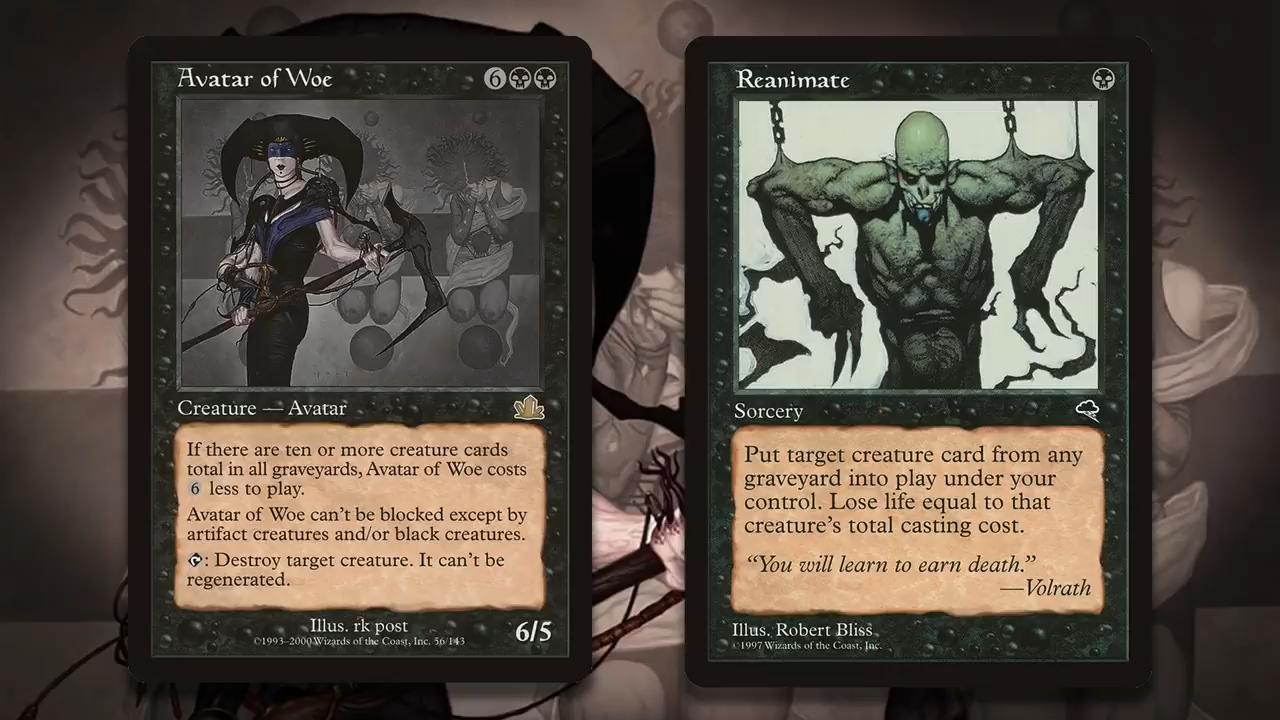 Avatar of Woe
6
If there are ten or more creature cards
total in all graveyards, Avatar of Woe costs
6 less to play.
Avatar of Woe can't be blocked except by
artifact creatures and/or black creatures.
: Destroy target creature. It can't be
regenerated.
Creature — Avatar
Illus. rk post
©1993–2000 Wizards of the Coast, Inc. 56/143
6/5
Reanimate
Sorcery
Put target creature card from any
graveyard into play under your
control. Lose life equal to that
creature's total casting cost.
“You will learn to earn death.”
—Volrath
Illus. Robert Bliss
©1997 Wizards of the Coast, Inc.